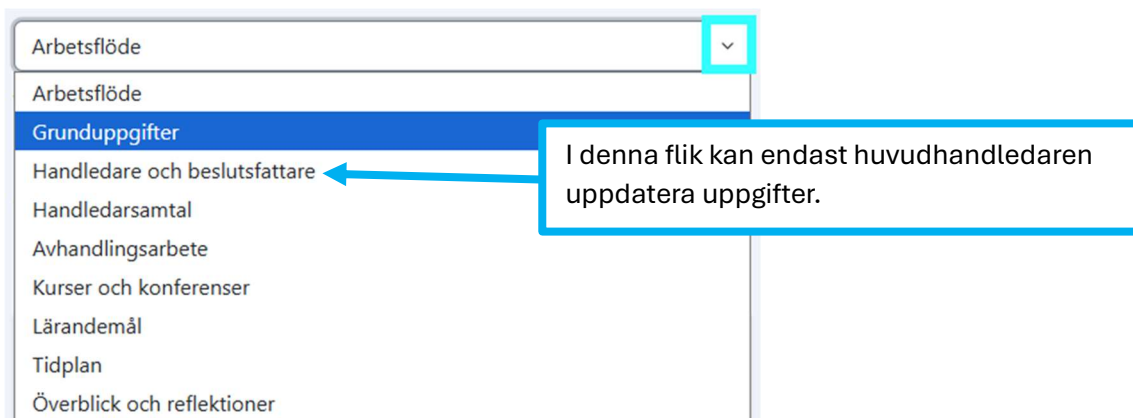 Arbetsflöde
Arbetsflöde
Grunduppgifter
Handledare och beslutsfattare
I denna flik kan endast huvudhandledaren
uppdatera uppgifter.
Handledarsamtal
Avhandlingsarbete
Kurser och konferenser
Lärandemål
Tidplan
Överblick och reflektioner